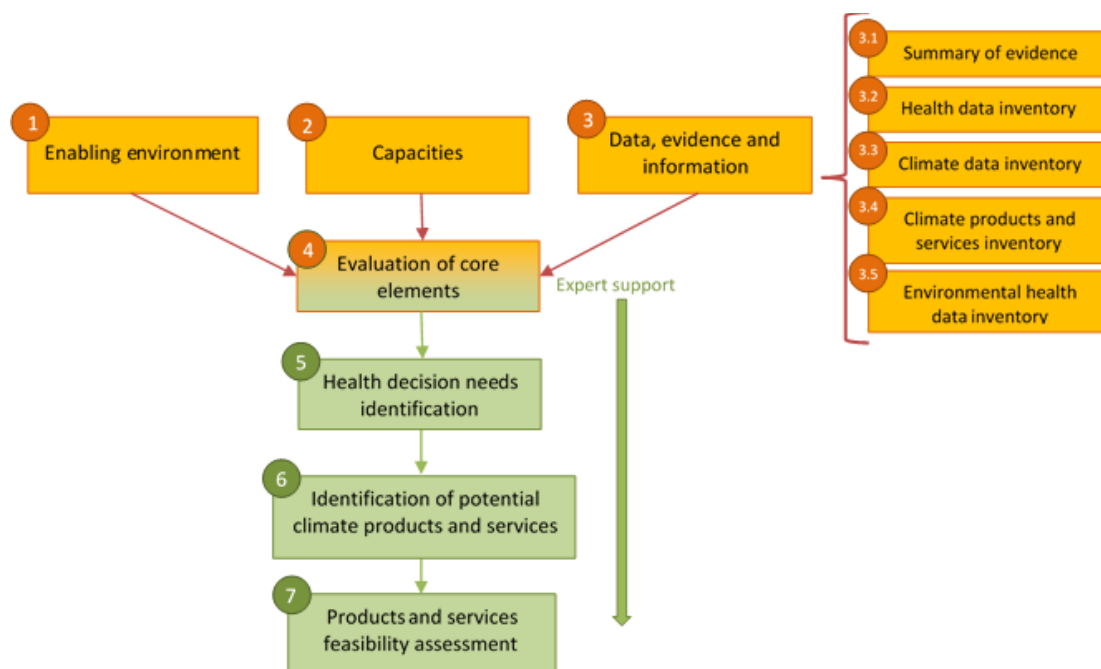 1
Enabling environment
2
Capacities
3
Data, evidence and
information
3.1
Summary of evidence
3.2
Health data inventory
3.3
Climate data inventory
3.4
Climate products and
services inventory
3.5
Environmental health
data inventory
4
Evaluation of core
elements
Expert support
5
Health decision needs
identification
6
Identification of potential
climate products and services
7
Products and services
feasibility assessment